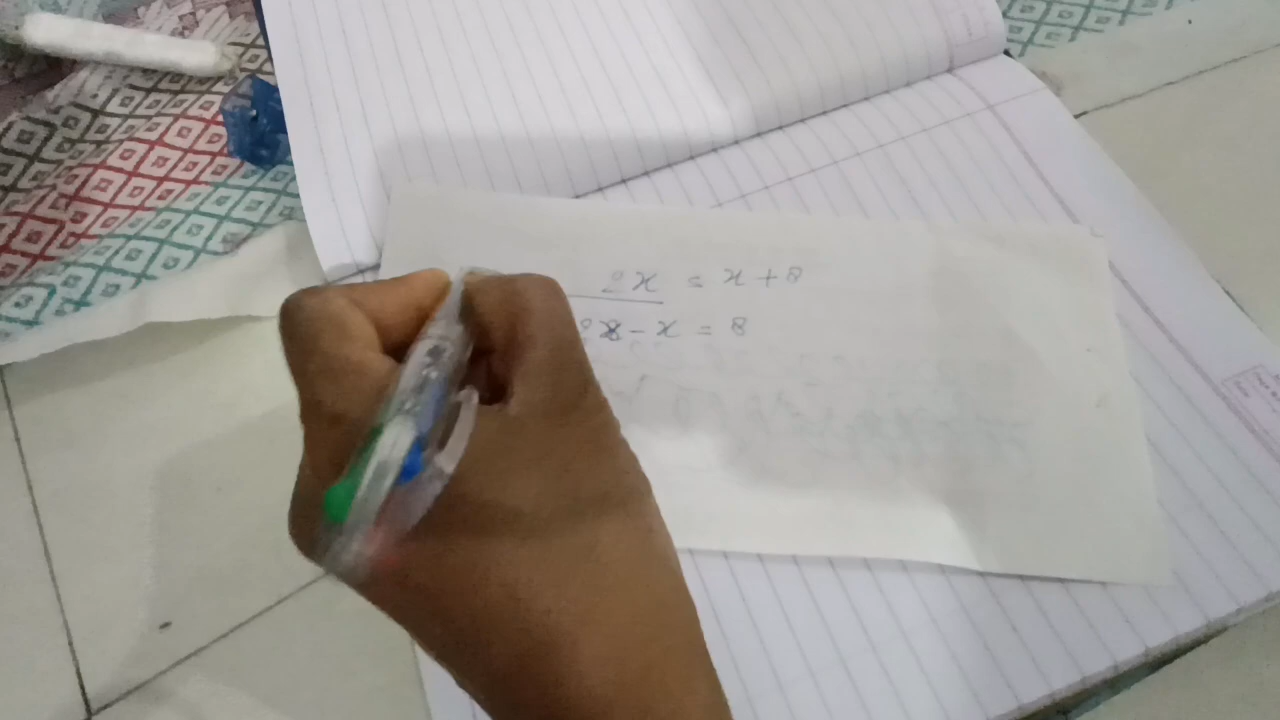 2x = x + 8
2x - x = 8